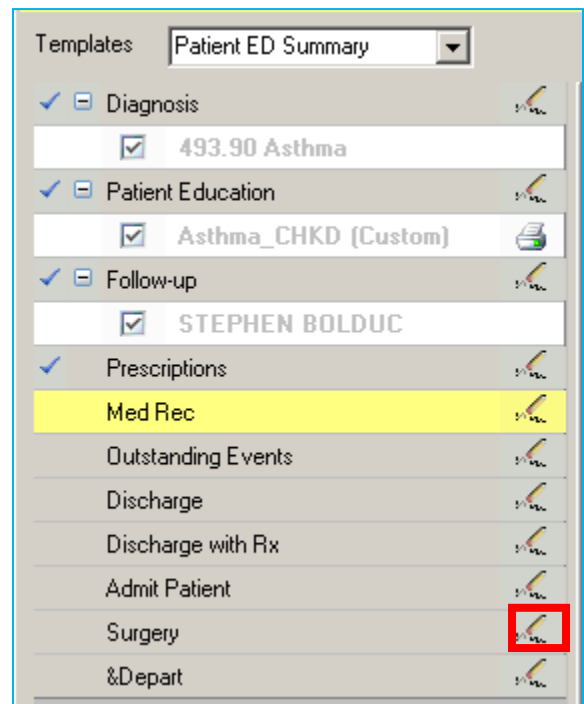 Templates Patient ED Summary
Diagnosis
493.90 Asthma
Patient Education
Asthma_CHKD (Custom)
Follow-up
STEPHEN BOLDUC
Prescriptions
Med Rec
Outstanding Events
Discharge
Discharge with Rx
Admit Patient
Surgery
&Depart